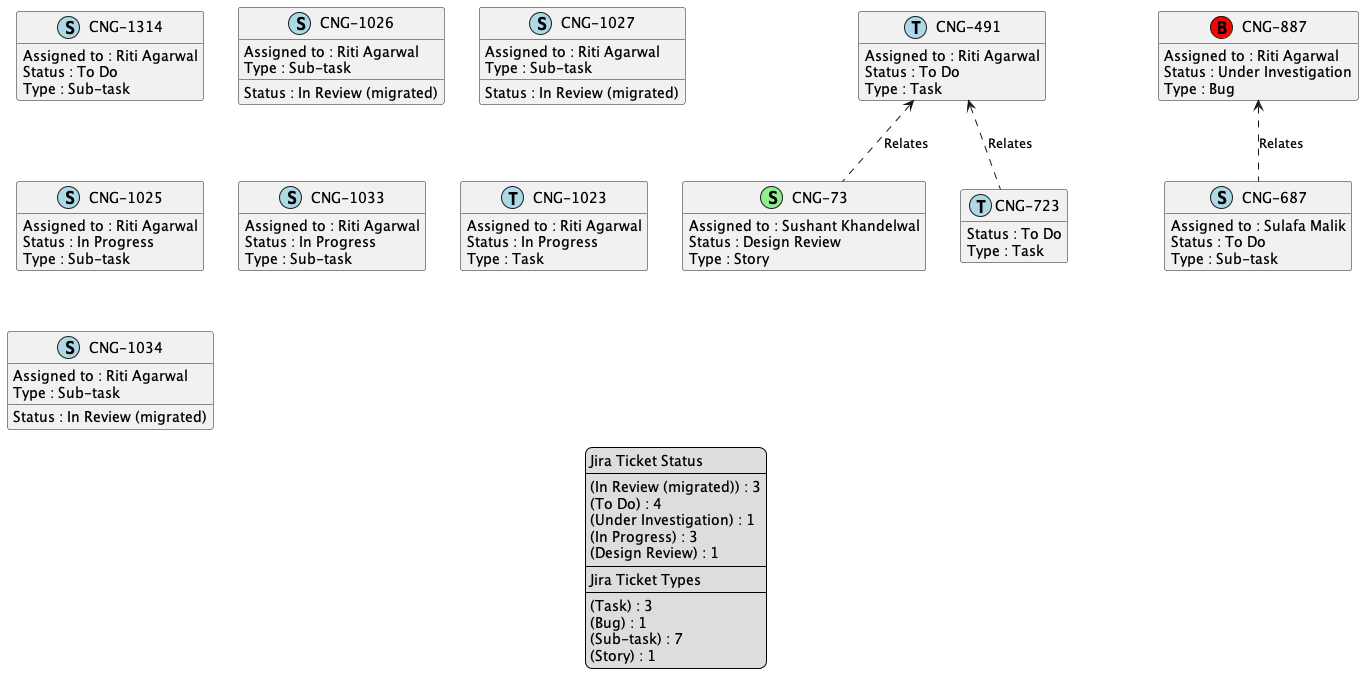 S CNG-1314
Assigned to : Riti Agarwal
Status : To Do
Type : Sub-task
S CNG-1026
Assigned to : Riti Agarwal
Type : Sub-task
Status : In Review (migrated)
S CNG-1027
Assigned to : Riti Agarwal
Type : Sub-task
Status : In Review (migrated)
T CNG-491
Assigned to : Riti Agarwal
Status : To Do
Type : Task
B CNG-887
Assigned to : Riti Agarwal
Status : Under Investigation
Type : Bug
Relates
Relates
Relates
S CNG-1025
Assigned to : Riti Agarwal
Status : In Progress
Type : Sub-task
S CNG-1033
Assigned to : Riti Agarwal
Status : In Progress
Type : Sub-task
T CNG-1023
Assigned to : Riti Agarwal
Status : In Progress
Type : Task
S CNG-73
Assigned to : Sushant Khandelwal
Status : Design Review
Type : Story
T CNG-723
Status : To Do
Type : Task
S CNG-687
Assigned to : Sulafa Malik
Status : To Do
Type : Sub-task
S CNG-1034
Assigned to : Riti Agarwal
Type : Sub-task
Status : In Review (migrated)
Jira Ticket Status
(In Review (migrated)) : 3
(To Do) : 4
(Under Investigation) : 1
(In Progress) : 3
(Design Review) : 1
Jira Ticket Types
(Task) : 3
(Bug) : 1
(Sub-task) : 7
(Story) : 1